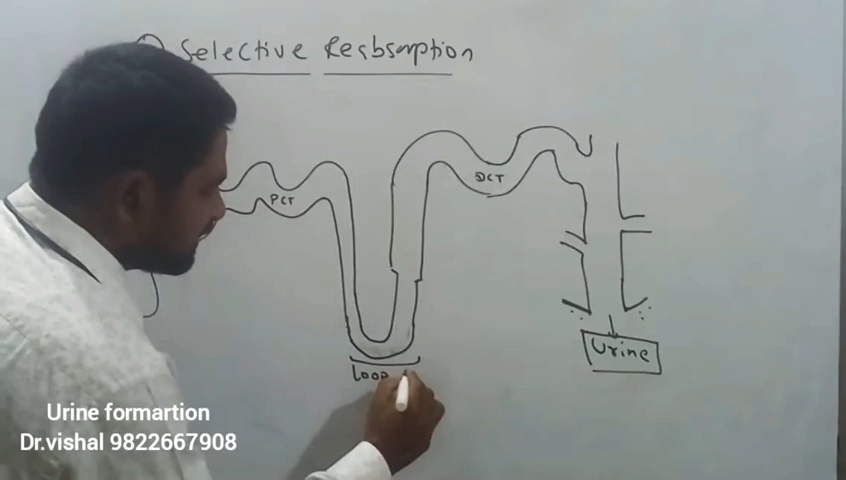 Selective Reabsorption
PCT
DCT
Loop
Urine
Urine formartion
Dr.vishal 9822667908